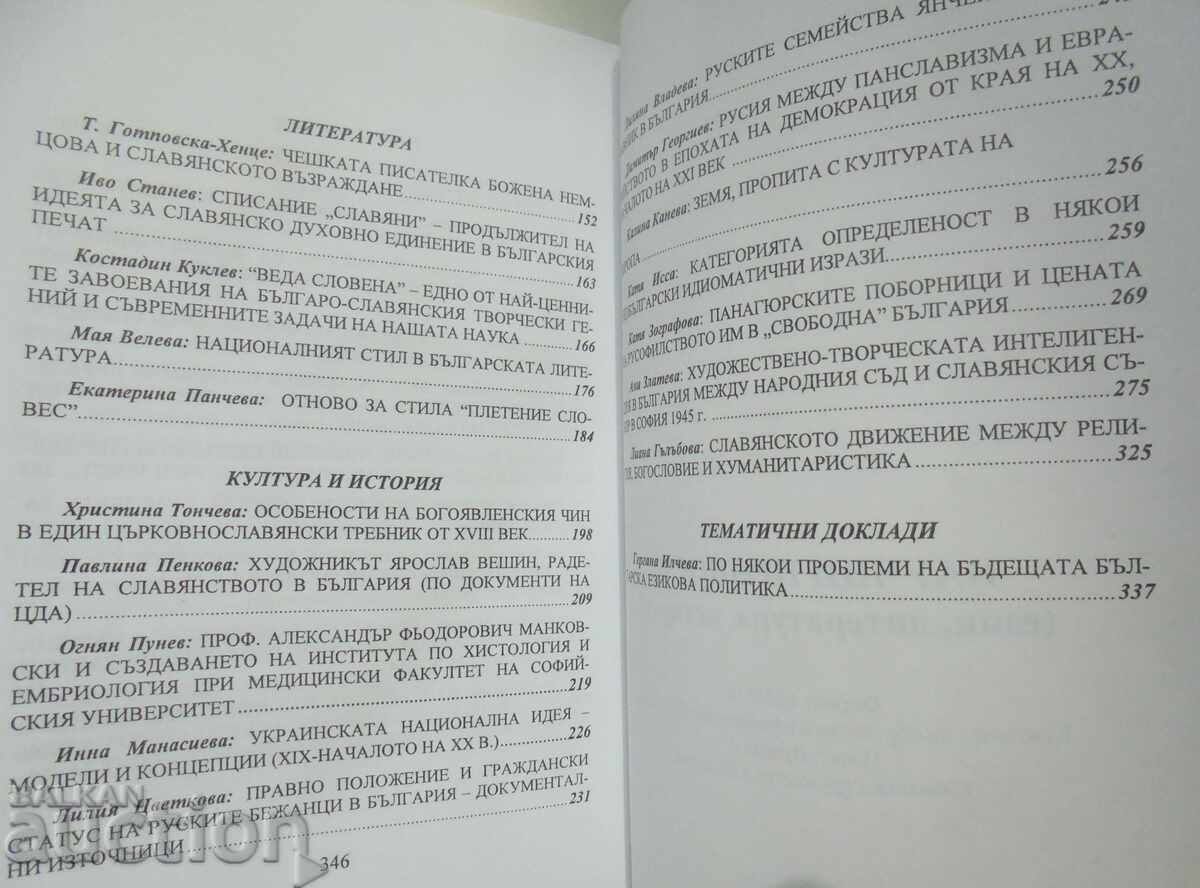 ЛИТЕРАТУРА
Т. Готповска-Хенце: ЧЕШКАТА ПИСАТЕЛКА БОЖЕНА НЕМ-
ЦОВА И СЛАВЯНСКОТО ВЪЗРАЖДАНЕ 152
Иво Станев: СПИСАНИЕ „СЛАВЯНИ” – ПРОДЪЛЖИТЕЛ НА
ИДЕЯТА ЗА СЛАВЯНСКО ДУХОВНО ЕДИНЕНИЕ В БЪЛГАРСКИЯ
ПЕЧАТ 163
Костадин Куклев: “ВЕДА СЛОВЕНА” – ЕДНО ОТ НАЙ-ЦЕННИ-
ТЕ ЗАВОЕВАНИЯ НА БЪЛГАРО-СЛАВЯНСКИЯ ТВОРЧЕСКИ ГЕ-
НИЙ И СЪВРЕМЕННИТЕ ЗАДАЧИ НА НАШАТА НАУКА 166
Мая Велева: НАЦИОНАЛНИЯТ СТИЛ В БЪЛГАРСКАТА ЛИТЕ-
РАТУРА 176
Екатерина Панчева: ОТНОВО ЗА СТИЛА “ПЛЕТЕНИЕ СЛО-
ВЕС” 184
КУЛТУРА И ИСТОРИЯ
Христина Тончева: ОСОБЕНОСТИ НА БОГОЯВЛЕНСКИЯ ЧИН
В ЕДИН ЦЪРКОВНОСЛАВЯНСКИ ТРЕБНИК ОТ XVIII ВЕК 198
Павлина Пенкова: ХУДОЖНИКЪТ ЯРОСЛАВ ВЕШИН, РАДЕ-
ТЕЛ НА СЛАВЯНСТВОТО В БЪЛГАРИЯ (ПО ДОКУМЕНТИ НА
ЦДА) 209
Огнян Пунев: ПРОФ. АЛЕКСАНДЪР ФЬОДОРОВИЧ МАНКОВ-
СКИ И СЪЗДАВАНЕТО НА ИНСТИТУТА ПО ХИСТОЛОГИЯ И
ЕМБРИОЛОГИЯ ПРИ МЕДИЦИНСКИ ФАКУЛТЕТ НА СОФИЙ-
СКИЯ УНИВЕРСИТЕТ 219
Инна Манасиева: УКРАИНСКАТА НАЦИОНАЛНА ИДЕЯ –
МОДЕЛИ И КОНЦЕПЦИИ (XIX-НАЧАЛОТО НА XX В.) 226
Лилия Цветкова: ПРАВНО ПОЛОЖЕНИЕ И ГРАЖДАНСКИ
СТАТУС НА РУСКИТЕ БЕЖАНЦИ В БЪЛГАРИЯ – ДОКУМЕНТАЛ-
НИ ИЗТОЧНИЦИ 231
346
Владева: РУСКИТЕ СЕМЕЙСТВА
В БЪЛГАРИЯ
Димитър Георгиев: РУСИЯ МЕЖДУ ПАНСЛАВИЗМА И ЕВРА-
СТВОТО В ЕПОХАТА НА ДЕМОКРАЦИЯ ОТ КРАЯ НА XX,
НА XXI ВЕК 250
Калина Канева: ЗЕМЯ, ПРОПИТА С КУЛТУРАТА НА
256
Катя Исса: КАТЕГОРИЯТА ОПРЕДЕЛЕНОСТ В НЯКОИ
БЪЛГАРСКИ ИДИОМАТИЧНИ ИЗРАЗИ 259
Катя Зографова: ПАНАГЮРСКИТЕ ПОБОРНИЦИ И ЦЕНАТА
РУСОФИЛСТВОТО ИМ В „СВОБОДНА” БЪЛГАРИЯ 269
Ана Златева: ХУДОЖЕСТВЕНО-ТВОРЧЕСКАТА ИНТЕЛИГЕН-
В БЪЛГАРИЯ МЕЖДУ НАРОДНИЯ СЪД И СЛАВЯНСКИЯ СЪ-
В СОФИЯ 1945 г. 275
Лиана Гълъбова: СЛАВЯНСКОТО ДВИЖЕНИЕ МЕЖДУ РЕЛИ-
БОГОСЛОВИЕ И ХУМАНИТАРИСТИКА 325
ТЕМАТИЧНИ ДОКЛАДИ
Гергана Илчева: ПО НЯКОИ ПРОБЛЕМИ НА БЪДЕЩАТА БЪЛ-
ГАРСКА ЕЗИКОВА ПОЛИТИКА 337
BALKAN
auction